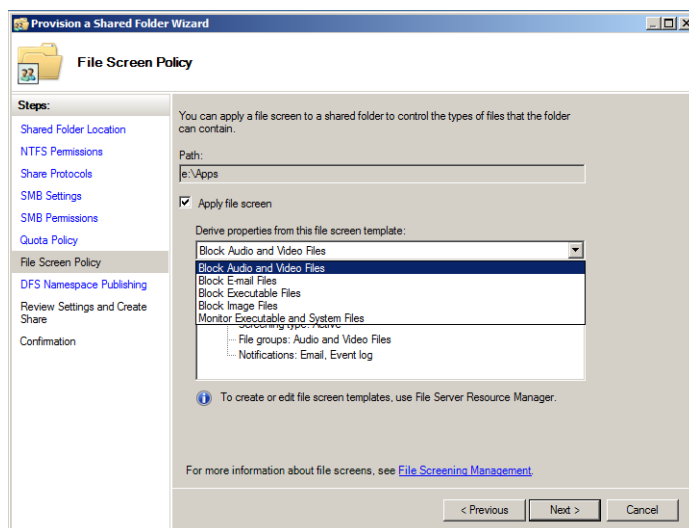 Provision a Shared Folder Wizard
File Screen Policy
Steps:
Shared Folder Location
NTFS Permissions
Share Protocols
SMB Settings
SMB Permissions
Quota Policy
File Screen Policy
DFS Namespace Publishing
Review Settings and Create
Share
Confirmation
You can apply a file screen to a shared folder to control the types of files that the folder
can contain.
Path:
e:\Apps
Apply file screen
Derive properties from this file screen template:
Block Audio and Video Files
Block Audio and Video Files
Block E-mail Files
Block Executable Files
Block Image Files
Monitor Executable and System Files
Screening type: Active
File groups: Audio and Video Files
Notifications: Email, Event log
To create or edit file screen templates, use File Server Resource Manager.
For more information about file screens, see File Screening Management.
< Previous
Next >
Cancel